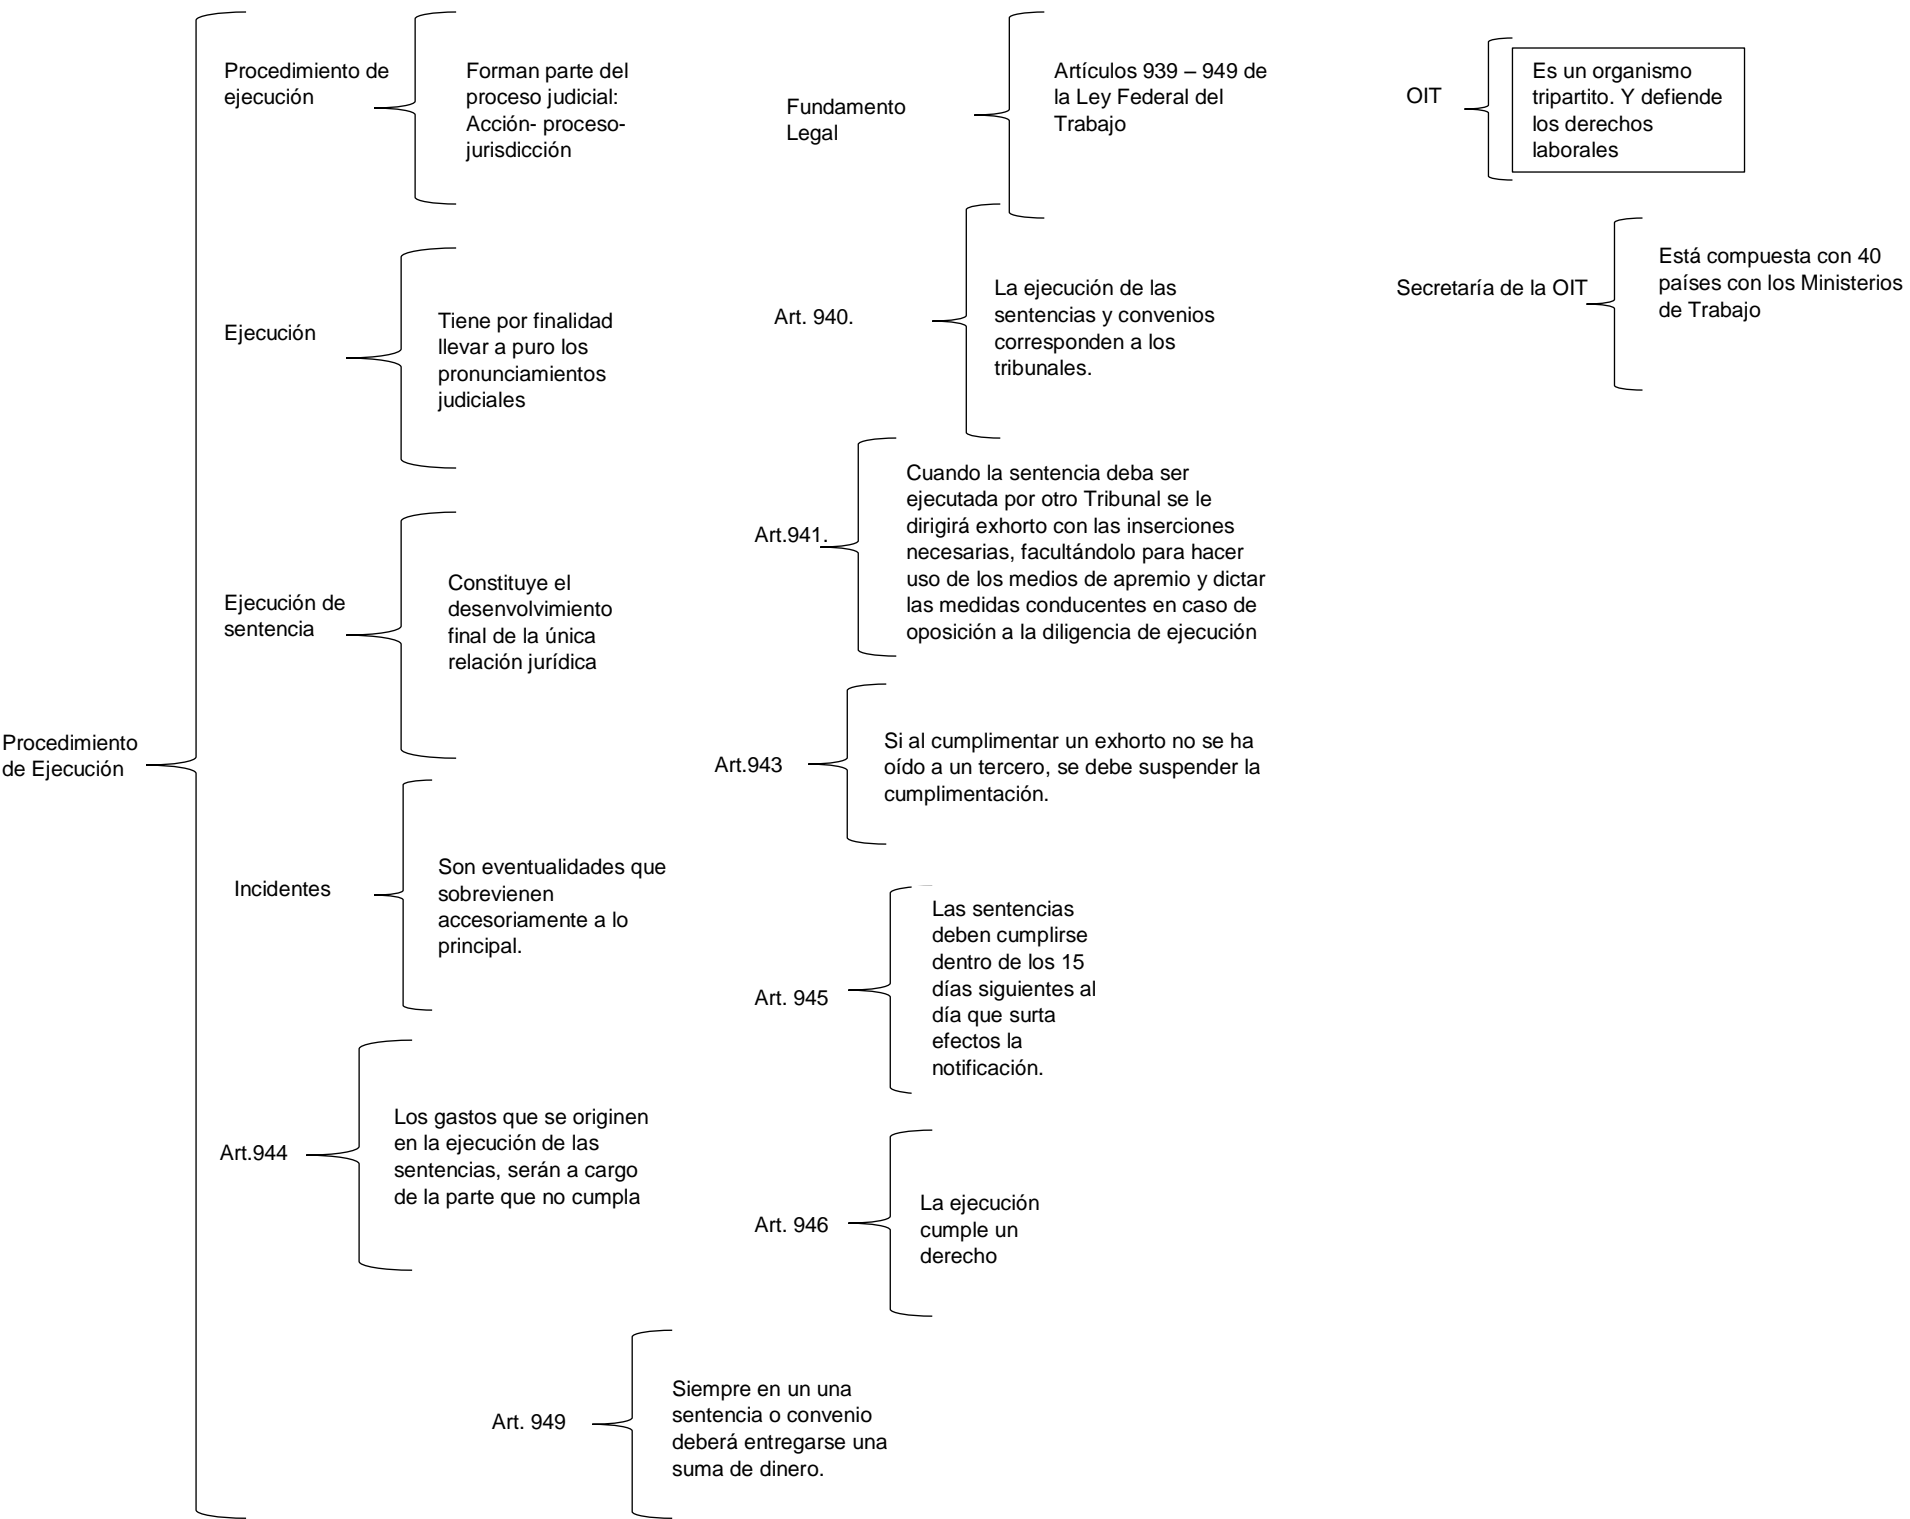 Procedimiento
de Ejecución
Procedimiento de
ejecución
Forman parte del
proceso judicial:
Acción- proceso-
jurisdicción
Ejecución
Tiene por finalidad
llevar a puro los
pronunciamientos
judiciales
Ejecución de
sentencia
Constituye el
desenvolvimiento
final de la única
relación jurídica
Incidentes
Son eventualidades que
sobrevienen
accesoriamente a lo
principal.
Art.944
Los gastos que se originen
en la ejecución de las
sentencias, serán a cargo
de la parte que no cumpla
Fundamento
Legal
Artículos 939 – 949 de
la Ley Federal del
Trabajo
Art. 940.
La ejecución de las
sentencias y convenios
corresponden a los
tribunales.
Art.941.
Cuando la sentencia deba ser
ejecutada por otro Tribunal se le
dirigirá exhorto con las inserciones
necesarias, facultándolo para hacer
uso de los medios de apremio y dictar
las medidas conducentes en caso de
oposición a la diligencia de ejecución
Art.943
Si al cumplimentar un exhorto no se ha
oído a un tercero, se debe suspender la
cumplimentación.
Art. 945
Las sentencias
deben cumplirse
dentro de los 15
días siguientes al
día que surta
efectos la
notificación.
Art. 946
La ejecución
cumple un
derecho
Art. 949
Siempre en un una
sentencia o convenio
deberá entregarse una
suma de dinero.
OIT
Es un organismo
tripartito. Y defiende
los derechos
laborales
Secretaría de la OIT
Está compuesta con 40
países con los Ministerios
de Trabajo